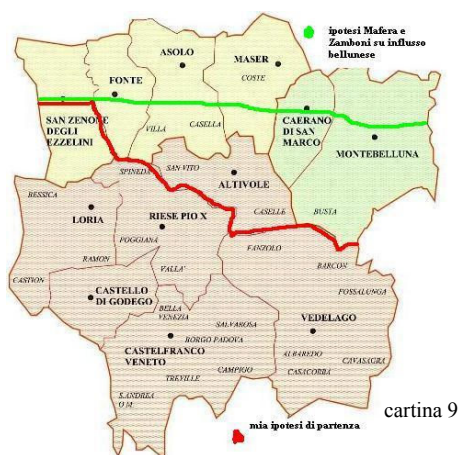 ipotesi Mafera e
Zamboni su influsso
bellunese
ASOLO
MASER
FONTE
COSTE
SAN ZENONE
DEGLI
EZZELINI
VILLA
CASELLA
CAERANO
DI SAN
MARCO
MONTEBELLUNA
SPINEDA
SAN VITO
ALTIVOLE
BESSICA
LORIA
RIESE PIO X
CASELLE
BUSTA
POGGIANA
FANZOLO
RAMON
VALLA'
BARCON
CASTION
FOSSALUNGA
CASTELLO
DI GODEGO
BELLA
VENEZIA
SALVAROSA
VEDELAGO
BORGO PADOVA
CASTELFRANCO
VENETO
ALBAREDO
CAVASAGRA
TREVILLE
CAMPIGO
CASACORBA
S.ANDREA
O M.
cartina 9
mia ipotesi di partenza